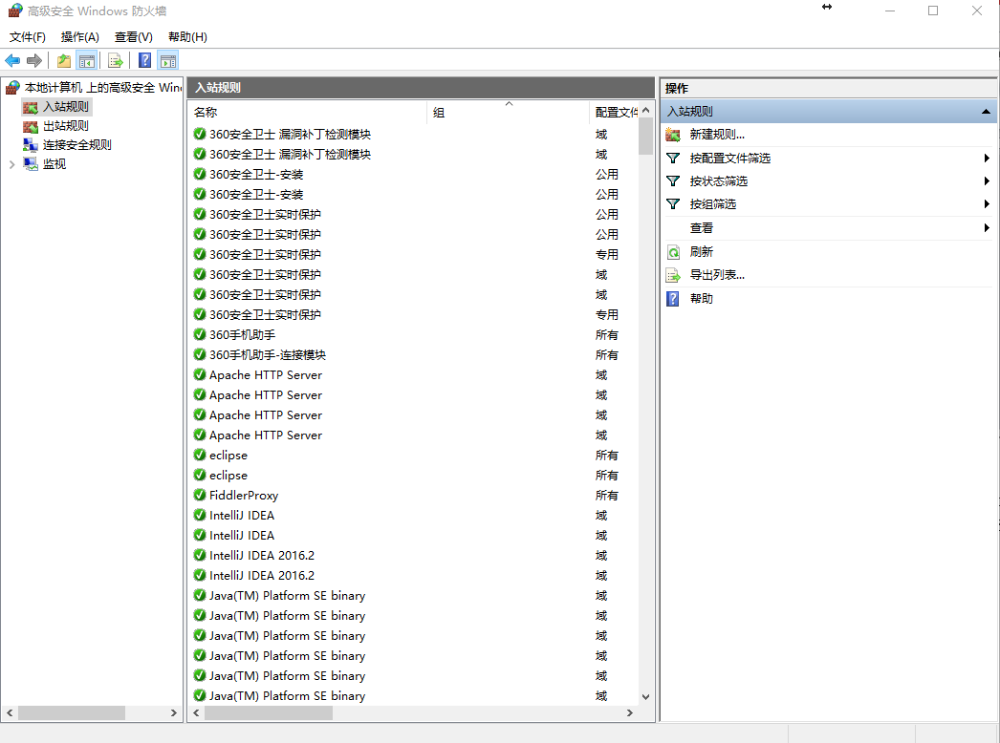 高级安全 Windows 防火墙
文件(F) 操作(A) 查看(V) 帮助(H)
本地计算机 上的高级安全 Win
入站规则
出站规则
连接安全规则
监视
入站规则
名称 组 配置文件
360安全卫士 漏洞补丁检测模块 域
360安全卫士 漏洞补丁检测模块 域
360安全卫士-安装 公用
360安全卫士-安装 公用
360安全卫士实时保护 公用
360安全卫士实时保护 公用
360安全卫士实时保护 专用
360安全卫士实时保护 域
360安全卫士实时保护 域
360安全卫士实时保护 专用
360手机助手 所有
360手机助手-连接模块 所有
Apache HTTP Server 域
Apache HTTP Server 域
Apache HTTP Server 域
Apache HTTP Server 域
eclipse 所有
eclipse 所有
FiddlerProxy 所有
IntelliJ IDEA 域
IntelliJ IDEA 域
IntelliJ IDEA 2016.2 域
IntelliJ IDEA 2016.2 域
Java(TM) Platform SE binary 域
Java(TM) Platform SE binary 域
Java(TM) Platform SE binary 域
Java(TM) Platform SE binary 域
Java(TM) Platform SE binary 域
Java(TM) Platform SE binary 域
操作
入站规则
新建规则...
按配置文件筛选
按状态筛选
按组筛选
查看
刷新
导出列表...
帮助